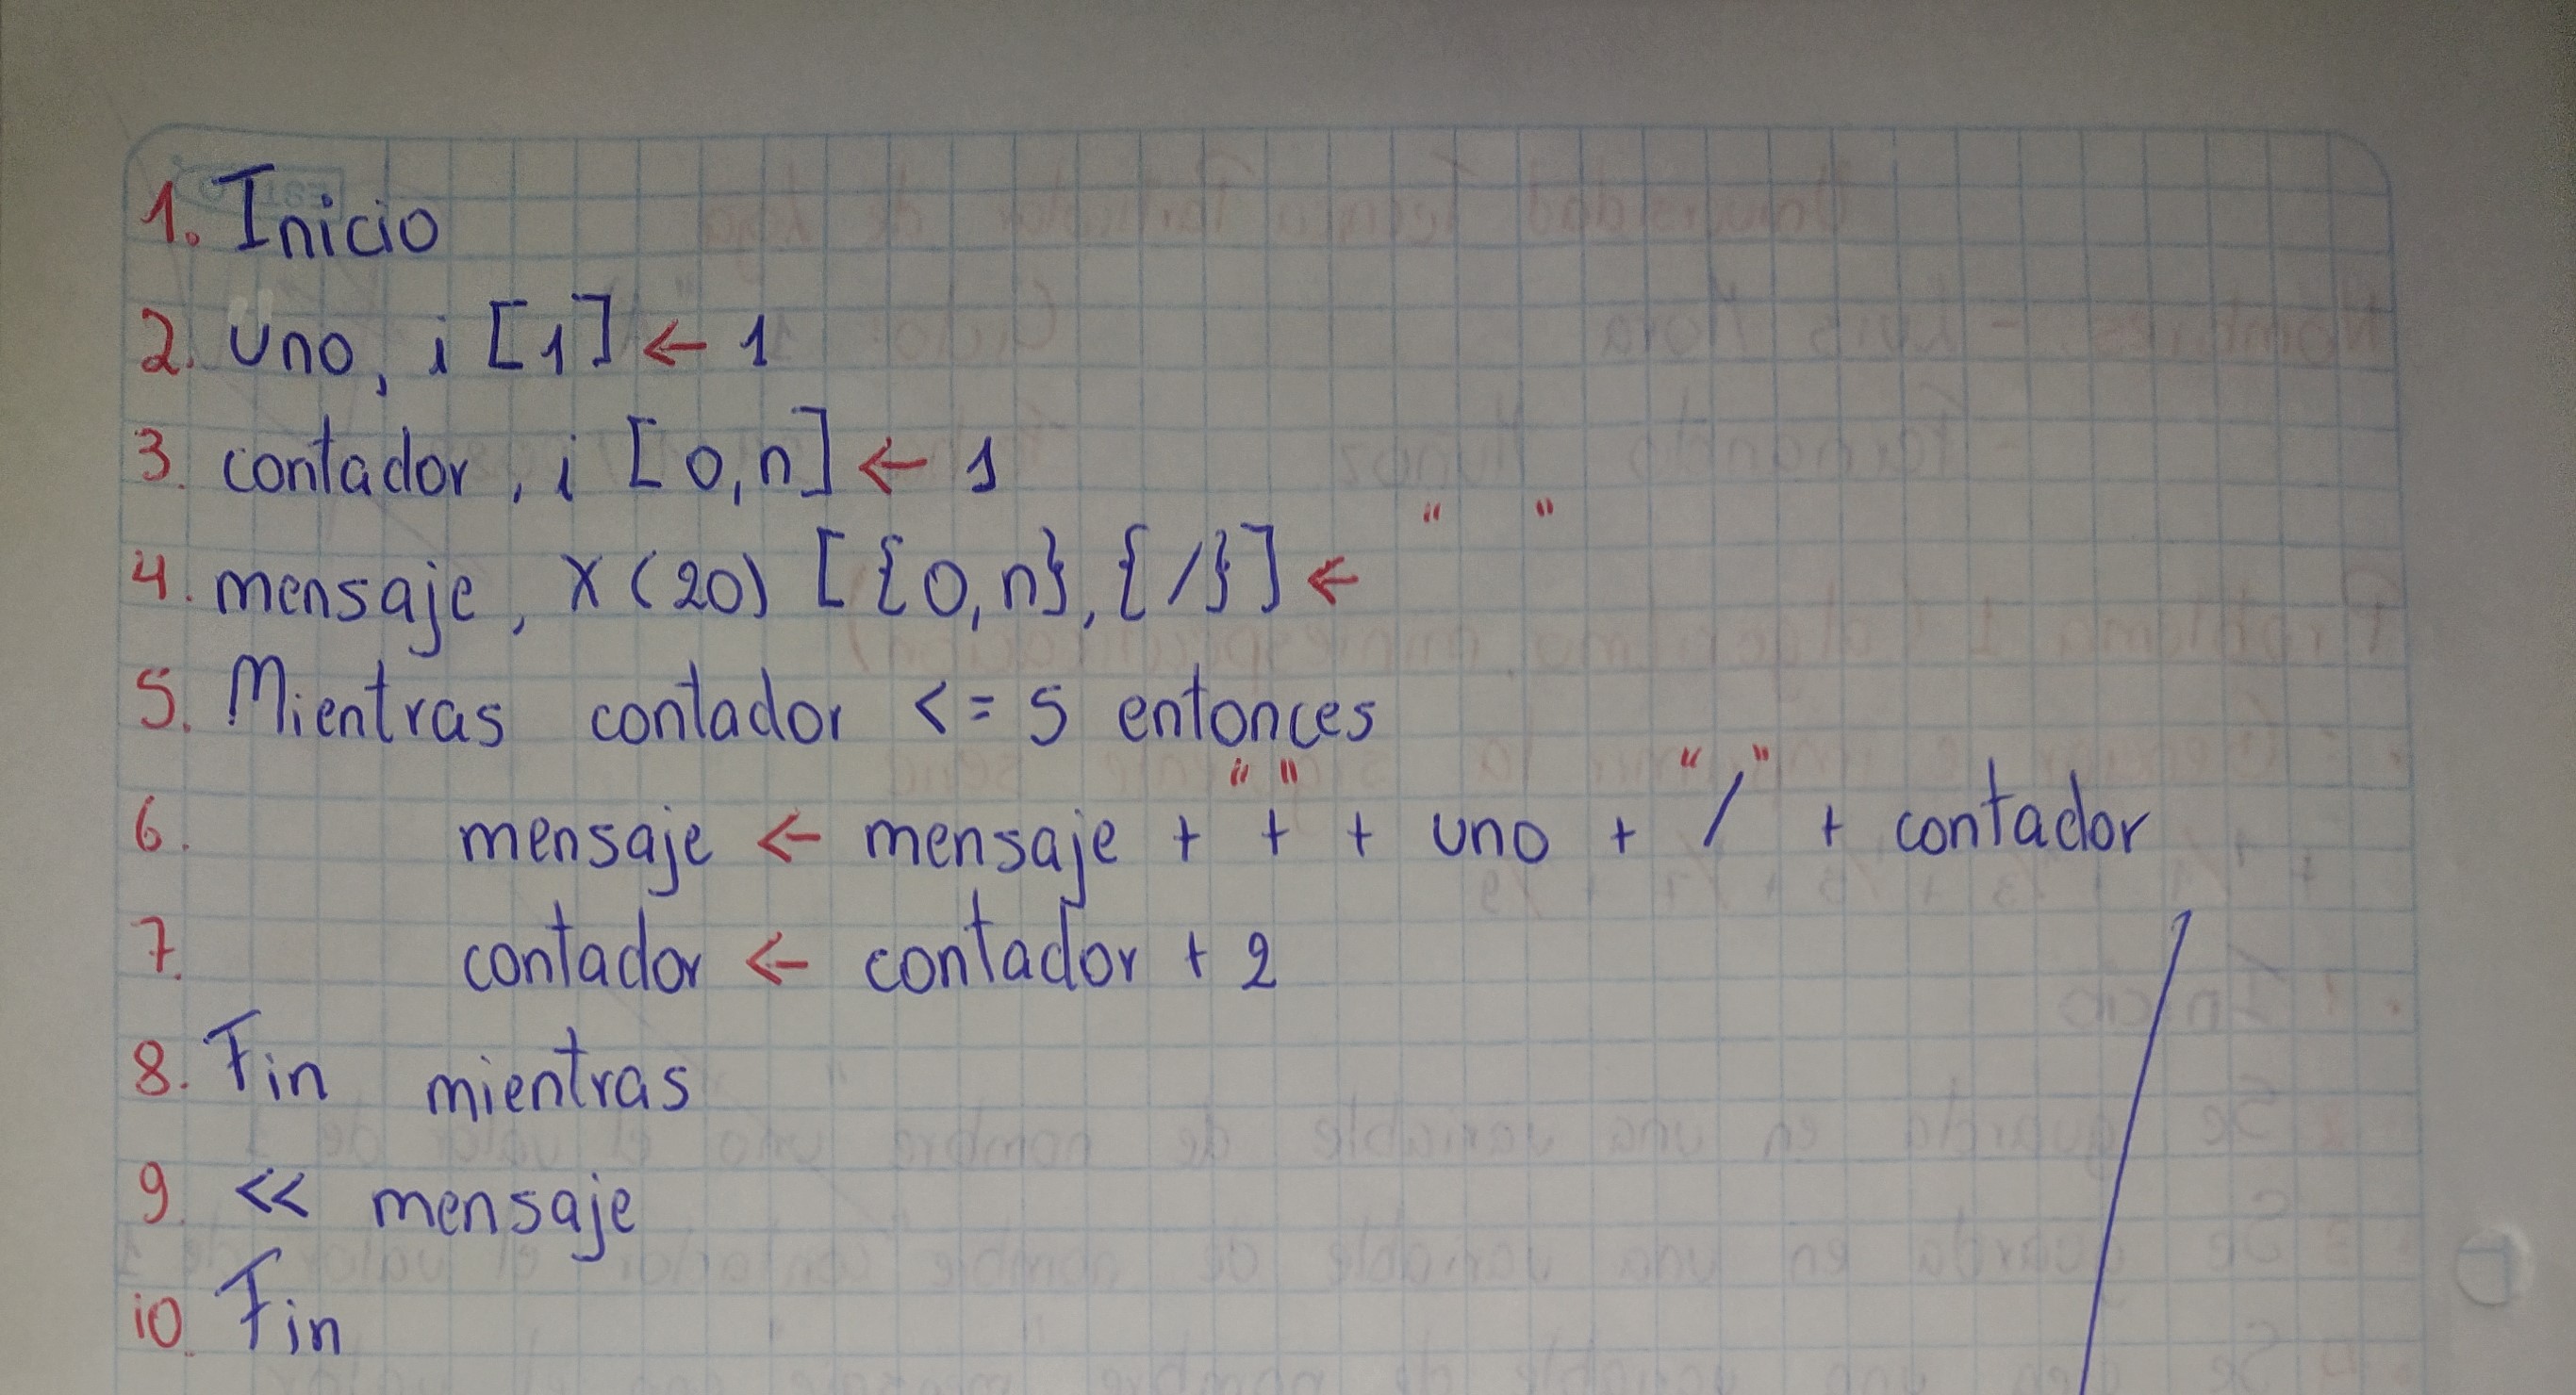 1. Inicio
2. uno, i [1] ← 1
3. contador, i [0,n] ← 1
4. mensaje, X(20) [{0,n},{/}] ← " "
5. Mientras contador <= 5 entonces
6. mensaje ← mensaje + "+" + uno + "/" + contador
7. contador ← contador + 2
8. Fin mientras
9. << mensaje
10. Fin